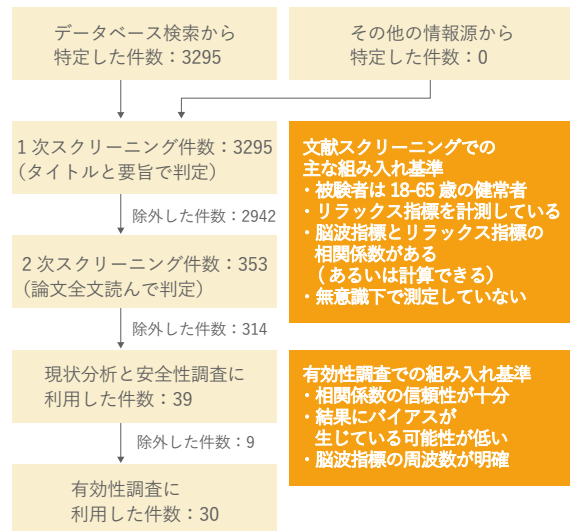 データベース検索から
特定した件数：3295
その他の情報源から
特定した件数：0
1次スクリーニング件数：3295
（タイトルと要旨で判定）
除外した件数：2942
2次スクリーニング件数：353
（論文全文読んで判定）
除外した件数：314
現状分析と安全性調査に
利用した件数：39
除外した件数：9
有効性調査に
利用した件数：30
文献スクリーニングでの
主な組み入れ基準
・被験者は 18-65 歳の健常者
・リラックス指標を計測している
・脳波指標とリラックス指標の
相関係数がある
（あるいは計算できる）
・無意識下で測定していない
有効性調査での組み入れ基準
・相関係数の信頼性が十分
・結果にバイアスが
生じている可能性が低い
・脳波指標の周波数が明確